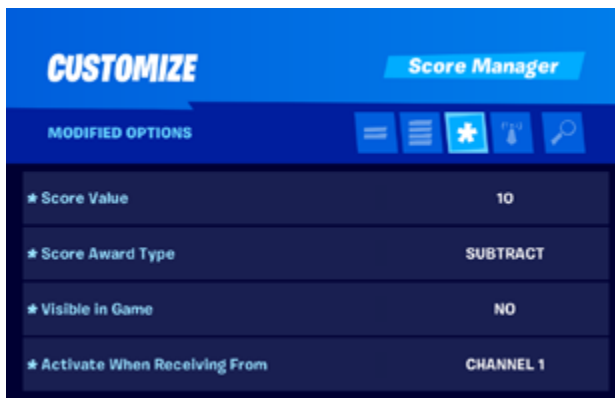 CUSTOMIZE
Score Manager
MODIFIED OPTIONS
* Score Value 10
* Score Award Type SUBTRACT
* Visible in Game NO
* Activate When Receiving From CHANNEL 1